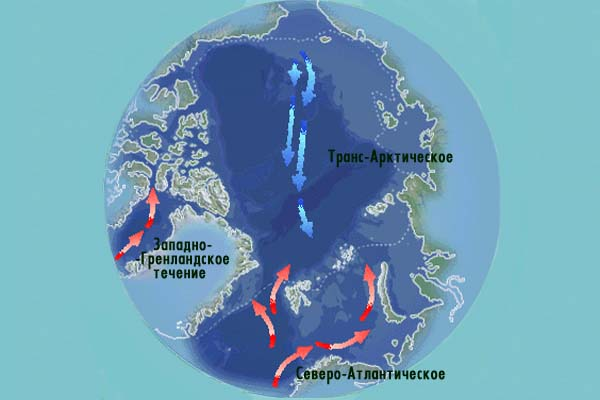 Транс-Арктическое
Западно-
-Гренландское
течение
Северо-Атлантическое